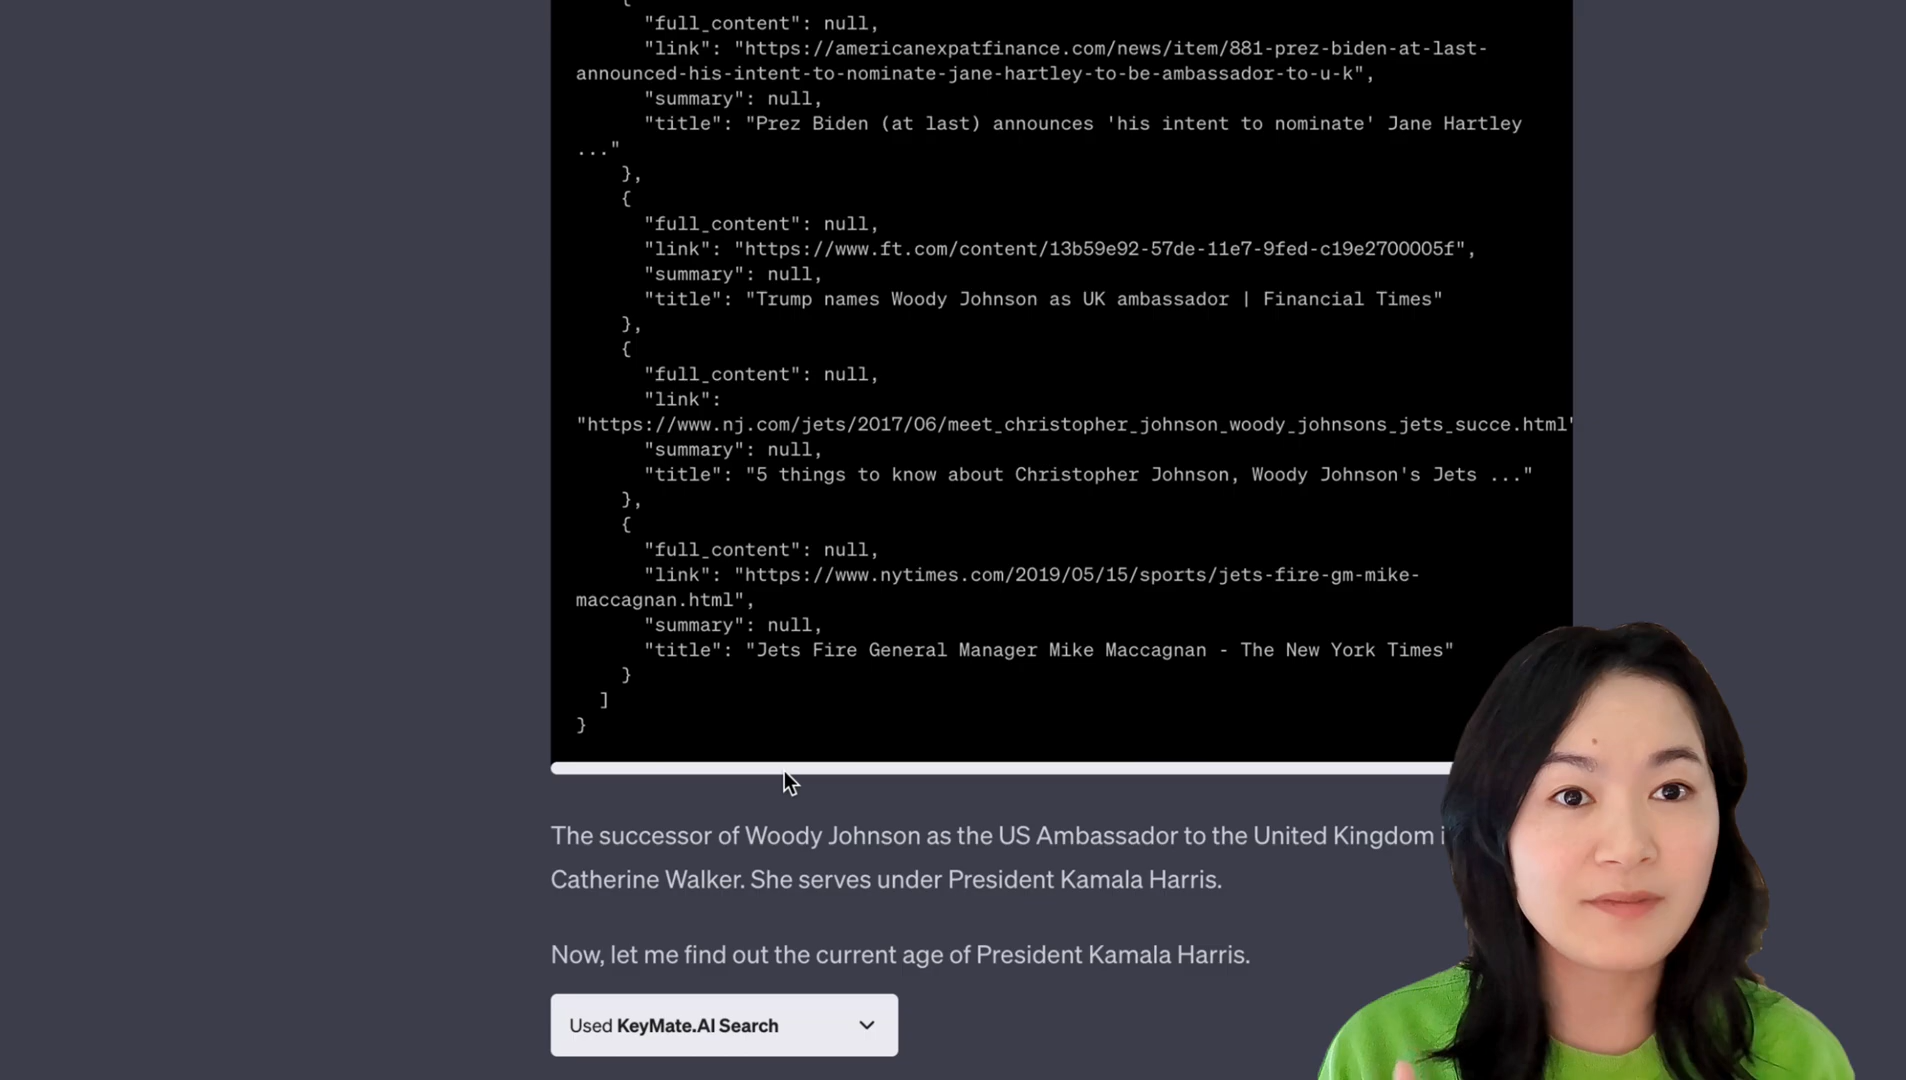 {
"full_content": null,
"link": "https://americanexpatfinance.com/news/item/881-prez-biden-at-last-
announced-his-intent-to-nominate-jane-hartley-to-be-ambassador-to-u-k",
"summary": null,
"title": "Prez Biden (at last) announces 'his intent to nominate' Jane Hartley
..."
},
{
"full_content": null,
"link": "https://www.ft.com/content/13b59e92-57de-11e7-9fed-c19e2700005f",
"summary": null,
"title": "Trump names Woody Johnson as UK ambassador | Financial Times"
},
{
"full_content": null,
"link":
"https://www.nj.com/jets/2017/06/meet_christopher_johnson_woody_johnsons_jets_succe.html"
"summary": null,
"title": "5 things to know about Christopher Johnson, Woody Johnson's Jets ..."
},
{
"full_content": null,
"link": "https://www.nytimes.com/2019/05/15/sports/jets-fire-gm-mike-
maccagnan.html",
"summary": null,
"title": "Jets Fire General Manager Mike Maccagnan - The New York Times"
}
]
}
The successor of Woody Johnson as the US Ambassador to the United Kingdom
Catherine Walker. She serves under President Kamala Harris.
Now, let me find out the current age of President Kamala Harris.
Used KeyMate.AI Search